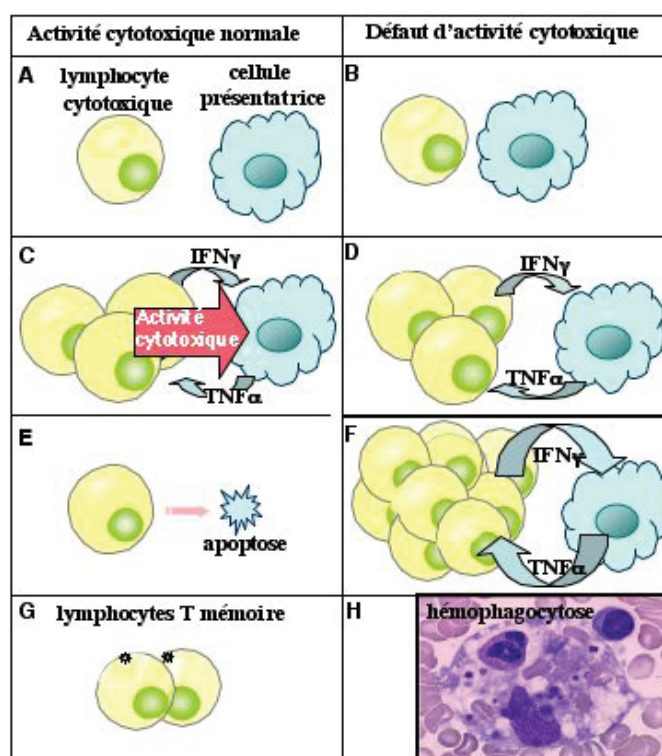 Activité cytotoxique normale
Défaut d'activité cytotoxique
A
lymphocyte
cytotoxique
cellule
présentatrice
B
C
IFNγ
Activité
cytotoxique
TNFα
D
IFNγ
TNFα
E
apoptose
F
IFNγ
TNFα
G
lymphocytes T mémoire
H
hémophagocytose